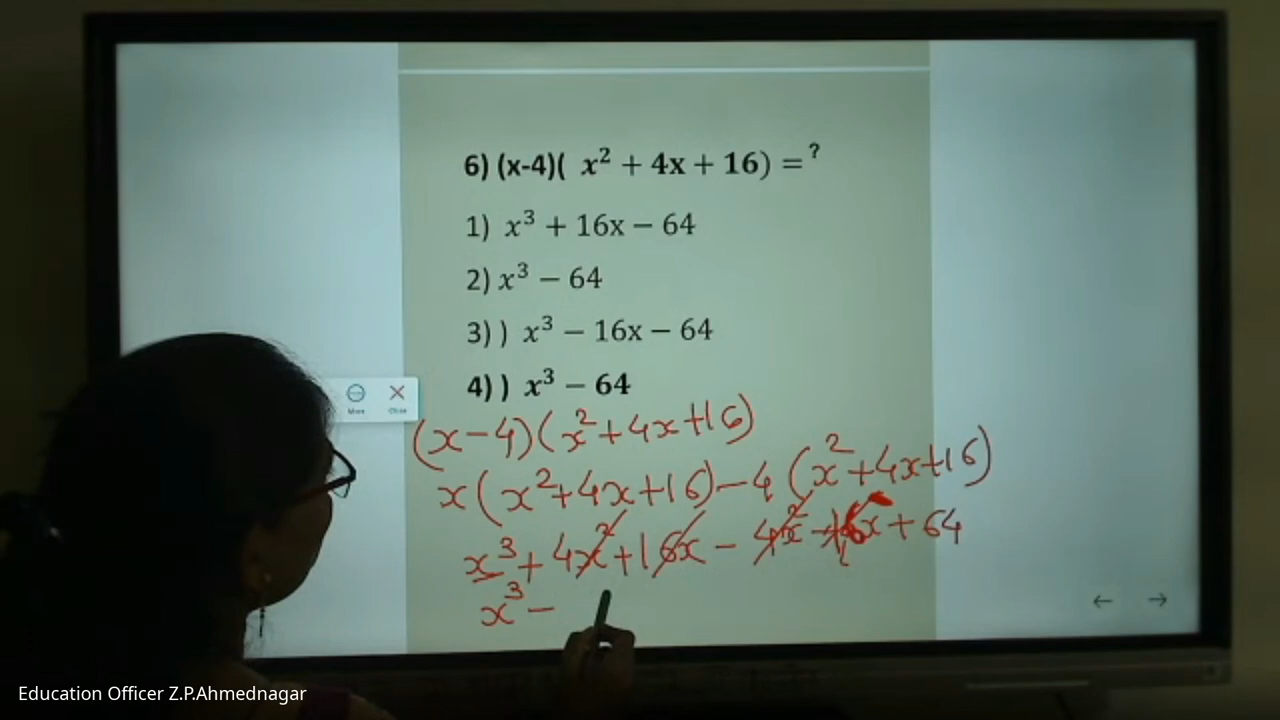 6) (x-4)( x² + 4x + 16) = ?
1) x³ + 16x − 64
2) x³ − 64
3) ) x³ − 16x − 64
4) ) x³ − 64
More Close
(x-4)(x²+4x+16)
x(x²+4x+16)-4(x²+4x+16)
x³+4x²+16x-4x²-16x+64
x³-
Education Officer Z.P.Ahmednagar